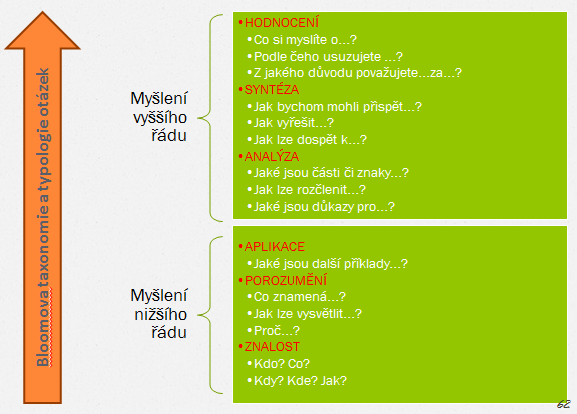 Bloomova taxonomie a typologie otázek
Myšlení
vyššího
řádu
•HODNOCENÍ
•Co si myslíte o...?
•Podle čeho usuzujete ...?
•Z jakého důvodu považujete...za...?
•SYNTÉZA
•Jak bychom mohli přispět...?
•Jak vyřešit...?
•Jak lze dospět k...?
•ANALÝZA
•Jaké jsou části či znaky...?
•Jak lze rozčlenit...?
•Jaké jsou důkazy pro...?
Myšlení
nižšího
řádu
•APLIKACE
•Jaké jsou další příklady...?
•POROZUMĚNÍ
•Co znamená...?
•Jak lze vysvětlit...?
•Proč...?
•ZNALOST
•Kdo? Co?
•Kdy? Kde? Jak?
62